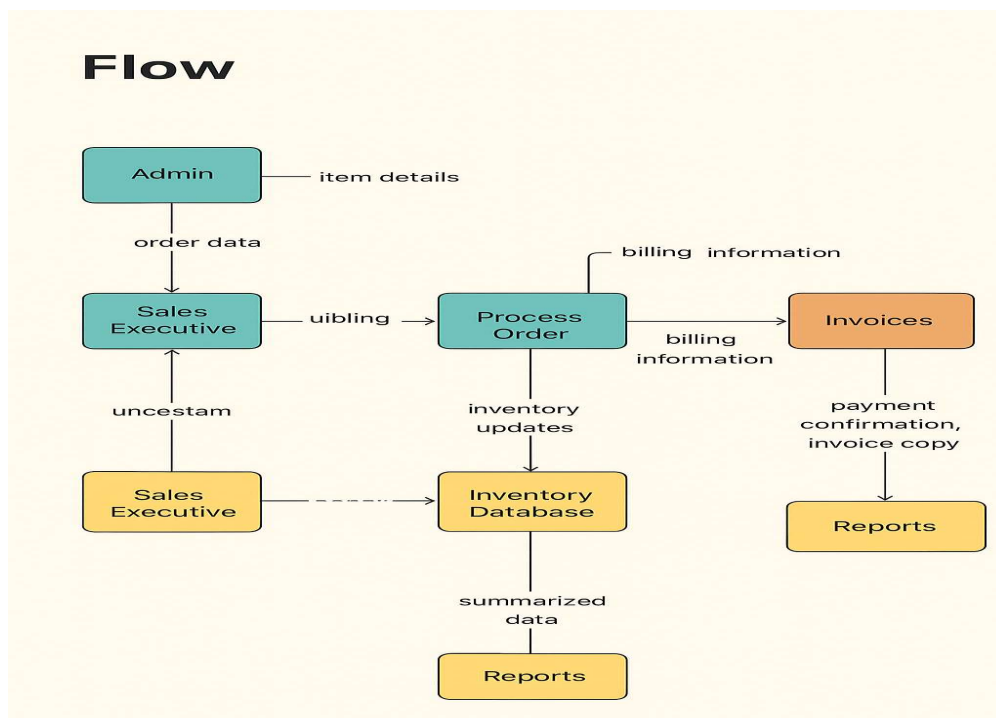 Flow
Admin
item details
order data
billing information
Sales
Executive
uibling
Process
Order
billing
information
Invoices
uncestam
inventory
updates
payment
confirmation,
invoice copy
Sales
Executive
Inventory
Database
Reports
summarized
data
Reports